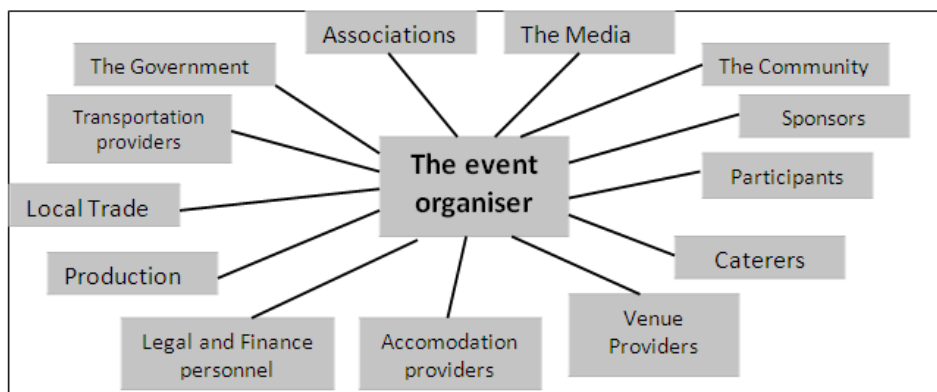 Associations
The Media
The Government
The Community
Transportation
providers
Sponsors
The event
organiser
Participants
Local Trade
Production
Caterers
Legal and Finance
personnel
Accomodation
providers
Venue
Providers